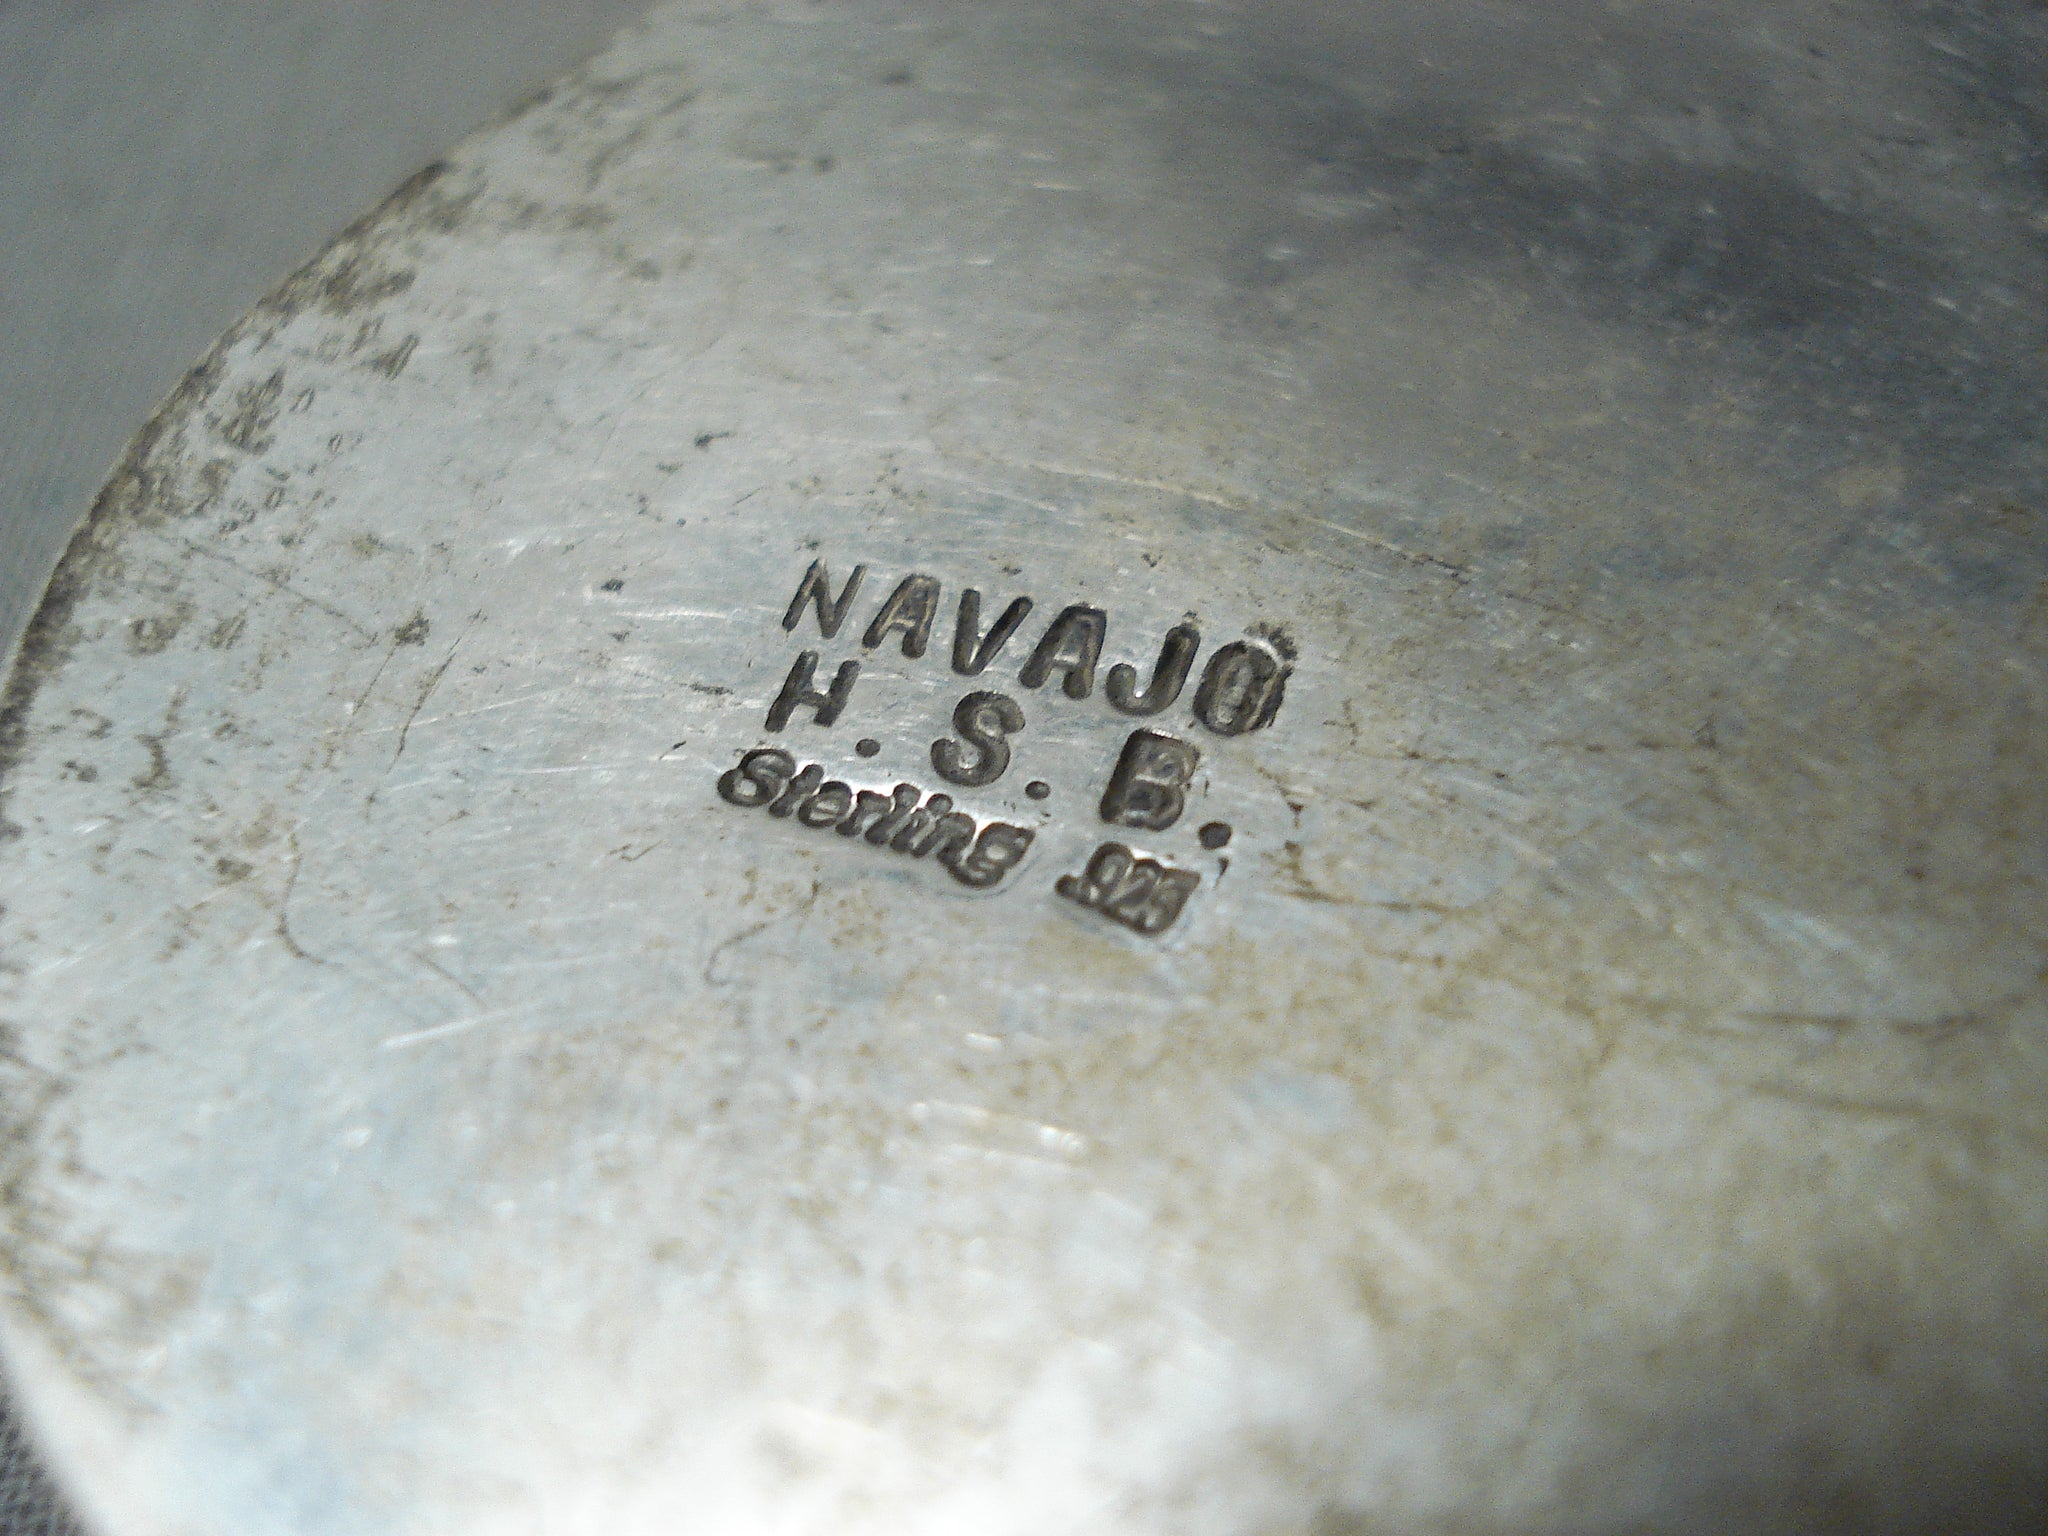 NAVAJO
H. S. B.
Sterling .925